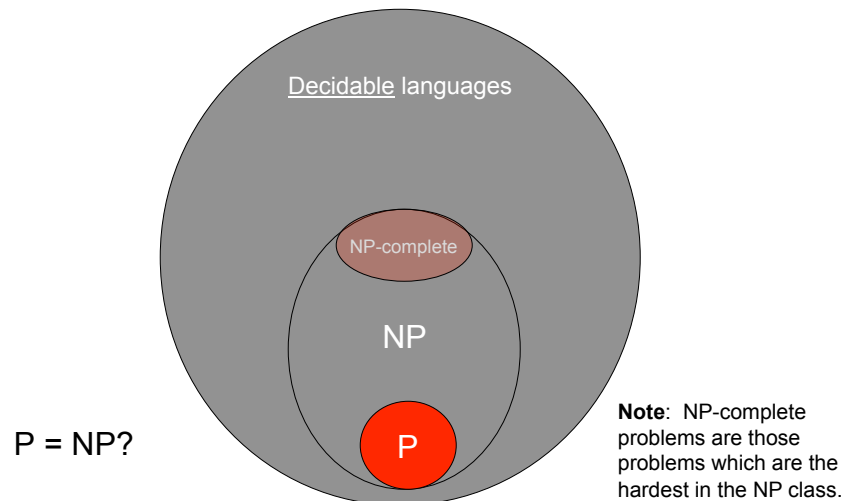 Decidable languages
NP-complete
NP
P
P = NP?
Note: NP-complete
problems are those
problems which are the
hardest in the NP class.